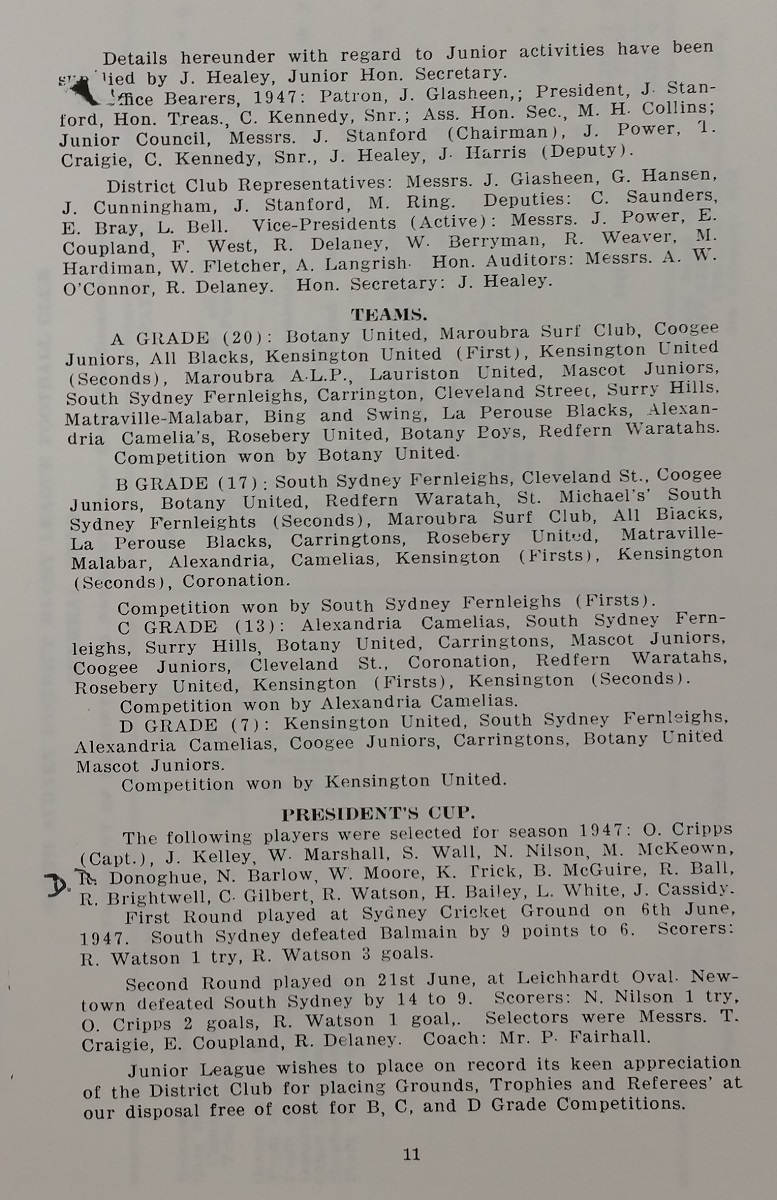 Details hereunder with regard to Junior activities have been
lied by J. Healey, Junior Hon. Secretary.
ffice Bearers, 1947: Patron, J. Glasheen,; President, J. Stan-
ford, Hon. Treas., C. Kennedy, Snr.; Ass. Hon. Sec., M. H. Collins;
Junior Council, Messrs. J. Stanford (Chairman), J. Power, T.
Craigie, C. Kennedy, Snr., J. Healey, J. Harris (Deputy).
District Club Representatives: Messrs. J. Glasheen, G. Hansen,
J. Cunningham, J. Stanford, M. Ring. Deputies: C. Saunders,
E. Bray, L. Bell. Vice-Presidents (Active): Messrs. J. Power, E.
Coupland, F. West, R. Delaney, W. Berryman, R. Weaver, M.
Hardiman, W. Fletcher, A. Langrish. Hon. Auditors: Messrs. A. W.
O'Connor, R. Delaney. Hon. Secretary: J. Healey.
TEAMS.
A GRADE (20): Botany United, Maroubra Surf Club, Coogee
Juniors, All Blacks, Kensington United (First), Kensington United
(Seconds), Maroubra A.L.P., Lauriston United, Mascot Juniors,
South Sydney Fernleighs, Carrington, Cleveland Street, Surry Hills,
Matraville-Malabar, Bing and Swing, La Perouse Blacks, Alexan-
dria Camelia's, Rosebery United, Botany Boys, Redfern Waratahs.
Competition won by Botany United.
B GRADE (17): South Sydney Fernleighs, Cleveland St., Coogee
Juniors, Botany United, Redfern Waratah, St. Michael's' South
Sydney Fernleights (Seconds), Maroubra Surf Club, All Blacks,
La Perouse Blacks, Carringtons, Rosebery United, Matraville-
Malabar, Alexandria, Camelias, Kensington (Firsts), Kensington
(Seconds), Coronation.
Competition won by South Sydney Fernleighs (Firsts).
C GRADE (13): Alexandria Camelias, South Sydney Fern-
leighs, Surry Hills, Botany United, Carringtons, Mascot Juniors,
Coogee Juniors, Cleveland St., Coronation, Redfern Waratahs,
Rosebery United, Kensington (Firsts), Kensington (Seconds).
Competition won by Alexandria Camelias.
D GRADE (7): Kensington United, South Sydney Fernleighs,
Alexandria Camelias, Coogee Juniors, Carringtons, Botany United
Mascot Juniors.
Competition won by Kensington United.
PRESIDENT'S CUP.
The following players were selected for season 1947: O. Cripps
(Capt.), J. Kelley, W. Marshall, S. Wall, N. Nilson, M. McKeown,
D. R. Donoghue, N. Barlow, W. Moore, K. Trick, B. McGuire, R. Ball,
R. Brightwell, C. Gilbert, R. Watson, H. Bailey, L. White, J. Cassidy.
First Round played at Sydney Cricket Ground on 6th June,
1947. South Sydney defeated Balmain by 9 points to 6. Scorers:
R. Watson 1 try, R. Watson 3 goals.
Second Round played on 21st June, at Leichhardt Oval. New-
town defeated South Sydney by 14 to 9. Scorers: N. Nilson 1 try,
O. Cripps 2 goals, R. Watson 1 goal,. Selectors were Messrs. T.
Craigie, E. Coupland, R. Delaney. Coach: Mr. P. Fairhall.
Junior League wishes to place on record its keen appreciation
of the District Club for placing Grounds, Trophies and Referees' at
our disposal free of cost for B, C, and D Grade Competitions.
11